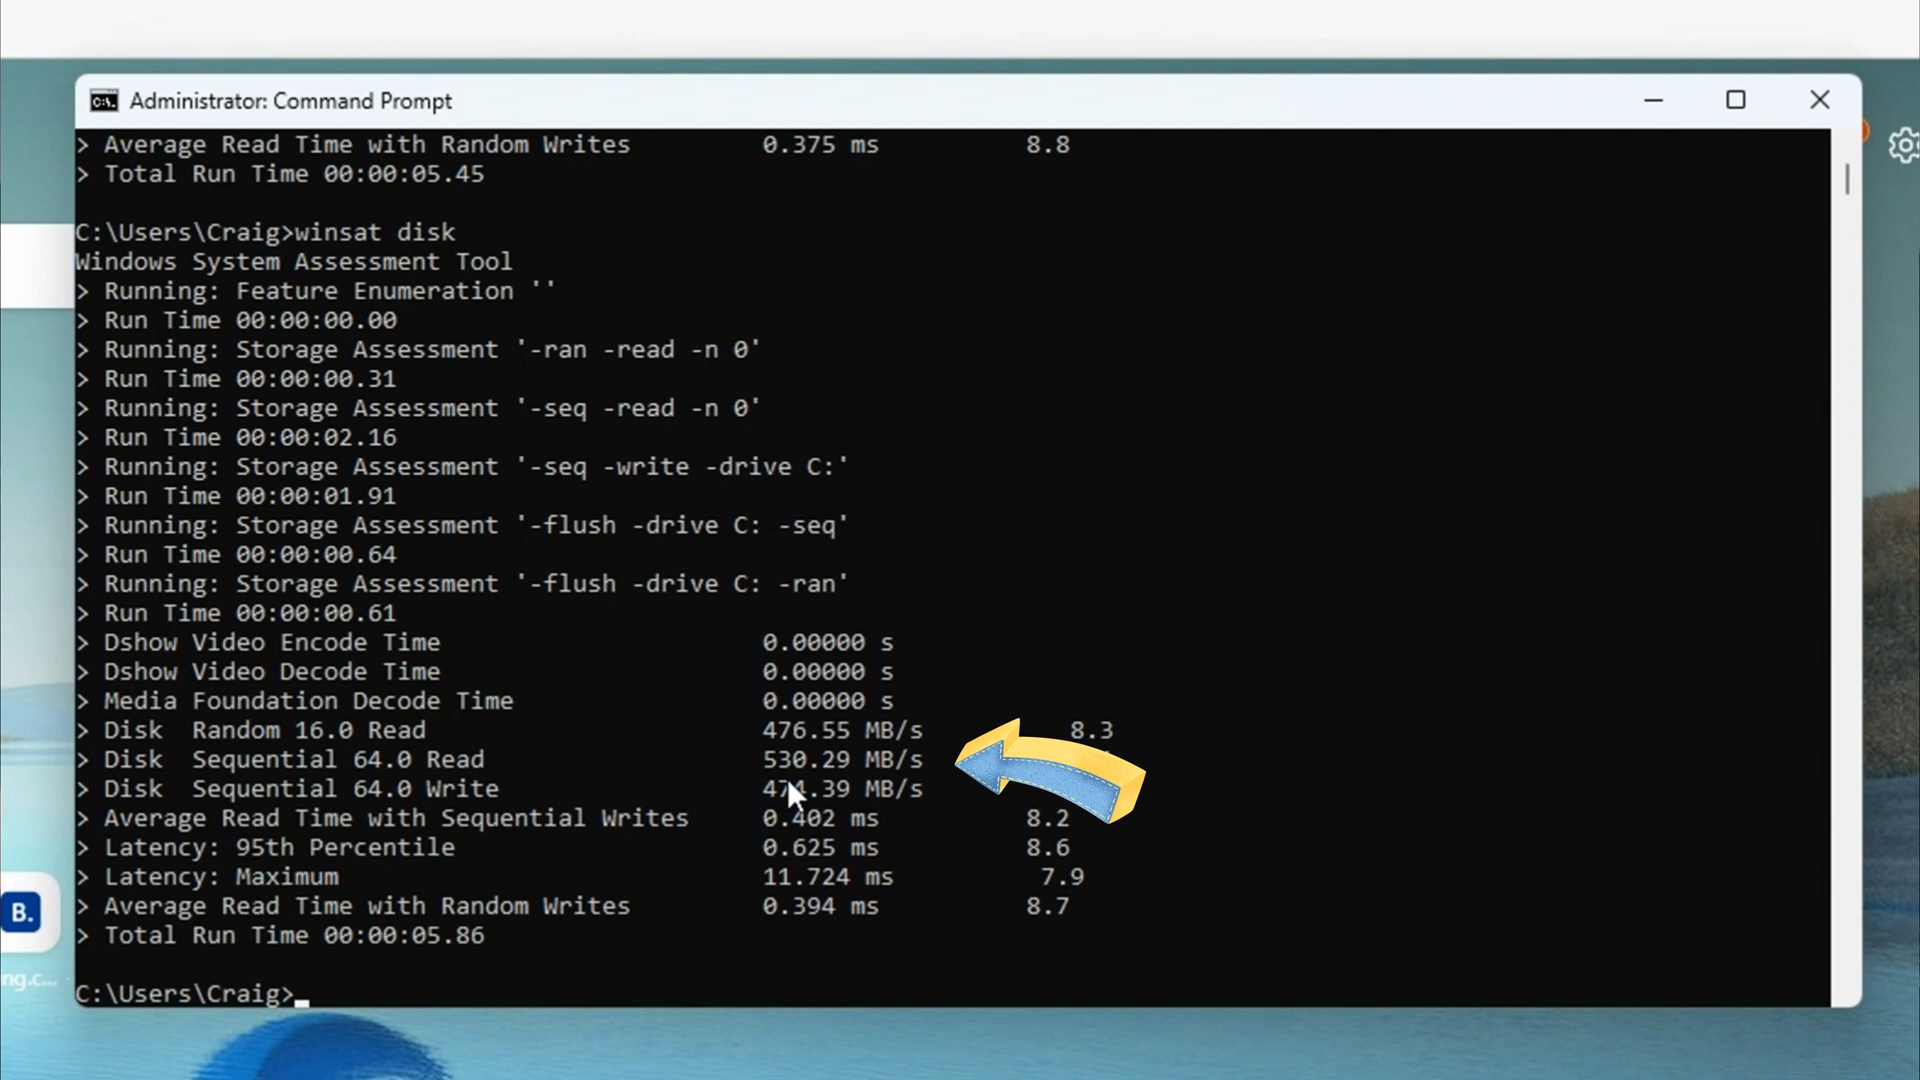 Administrator: Command Prompt
> Average Read Time with Random Writes 0.375 ms 8.8
> Total Run Time 00:00:05.45
C:\Users\Craig>winsat disk
Windows System Assessment Tool
> Running: Feature Enumeration ''
> Run Time 00:00:00.00
> Running: Storage Assessment '-ran -read -n 0'
> Run Time 00:00:00.31
> Running: Storage Assessment '-seq -read -n 0'
> Run Time 00:00:02.16
> Running: Storage Assessment '-seq -write -drive C:'
> Run Time 00:00:01.91
> Running: Storage Assessment '-flush -drive C: -seq'
> Run Time 00:00:00.64
> Running: Storage Assessment '-flush -drive C: -ran'
> Run Time 00:00:00.61
> Dshow Video Encode Time 0.00000 s
> Dshow Video Decode Time 0.00000 s
> Media Foundation Decode Time 0.00000 s
> Disk Random 16.0 Read 476.55 MB/s 8.3
> Disk Sequential 64.0 Read 530.29 MB/s
> Disk Sequential 64.0 Write MB/s
> Average Read Time with Sequential Writes 0.402 ms 8.2
> Latency: 95th Percentile 0.625 ms 8.6
> Latency: Maximum 11.724 ms 7.9
> Average Read Time with Random Writes 0.394 ms 8.7
> Total Run Time 00:00:05.86
B.
ng.c...
C:\Users\Craig>